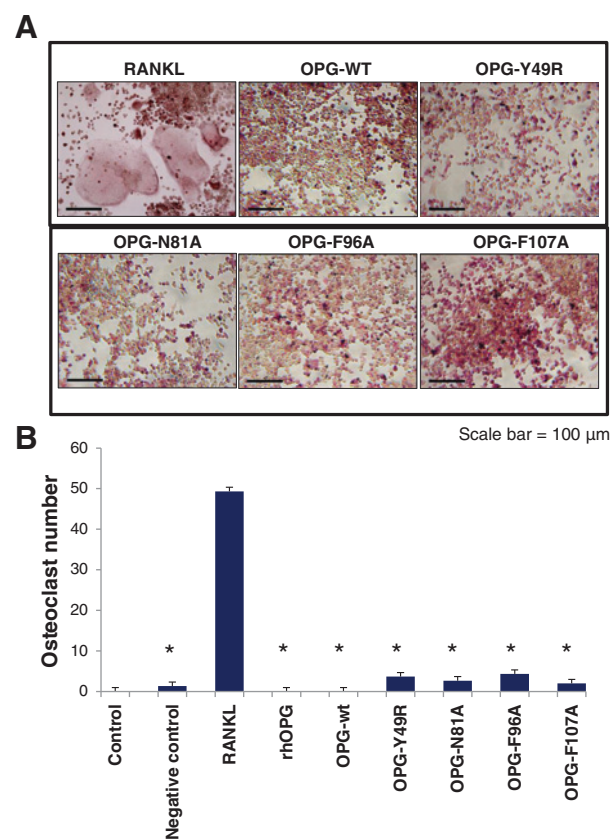 A
RANKL OPG-WT OPG-Y49R
OPG-N81A OPG-F96A OPG-F107A
Scale bar = 100 µm
B
Osteoclast number
60
50
40
30
20
10
0
* * * * * * *
Control
Negative control
RANKL
rhOPG
OPG-wt
OPG-Y49R
OPG-N81A
OPG-F96A
OPG-F107A